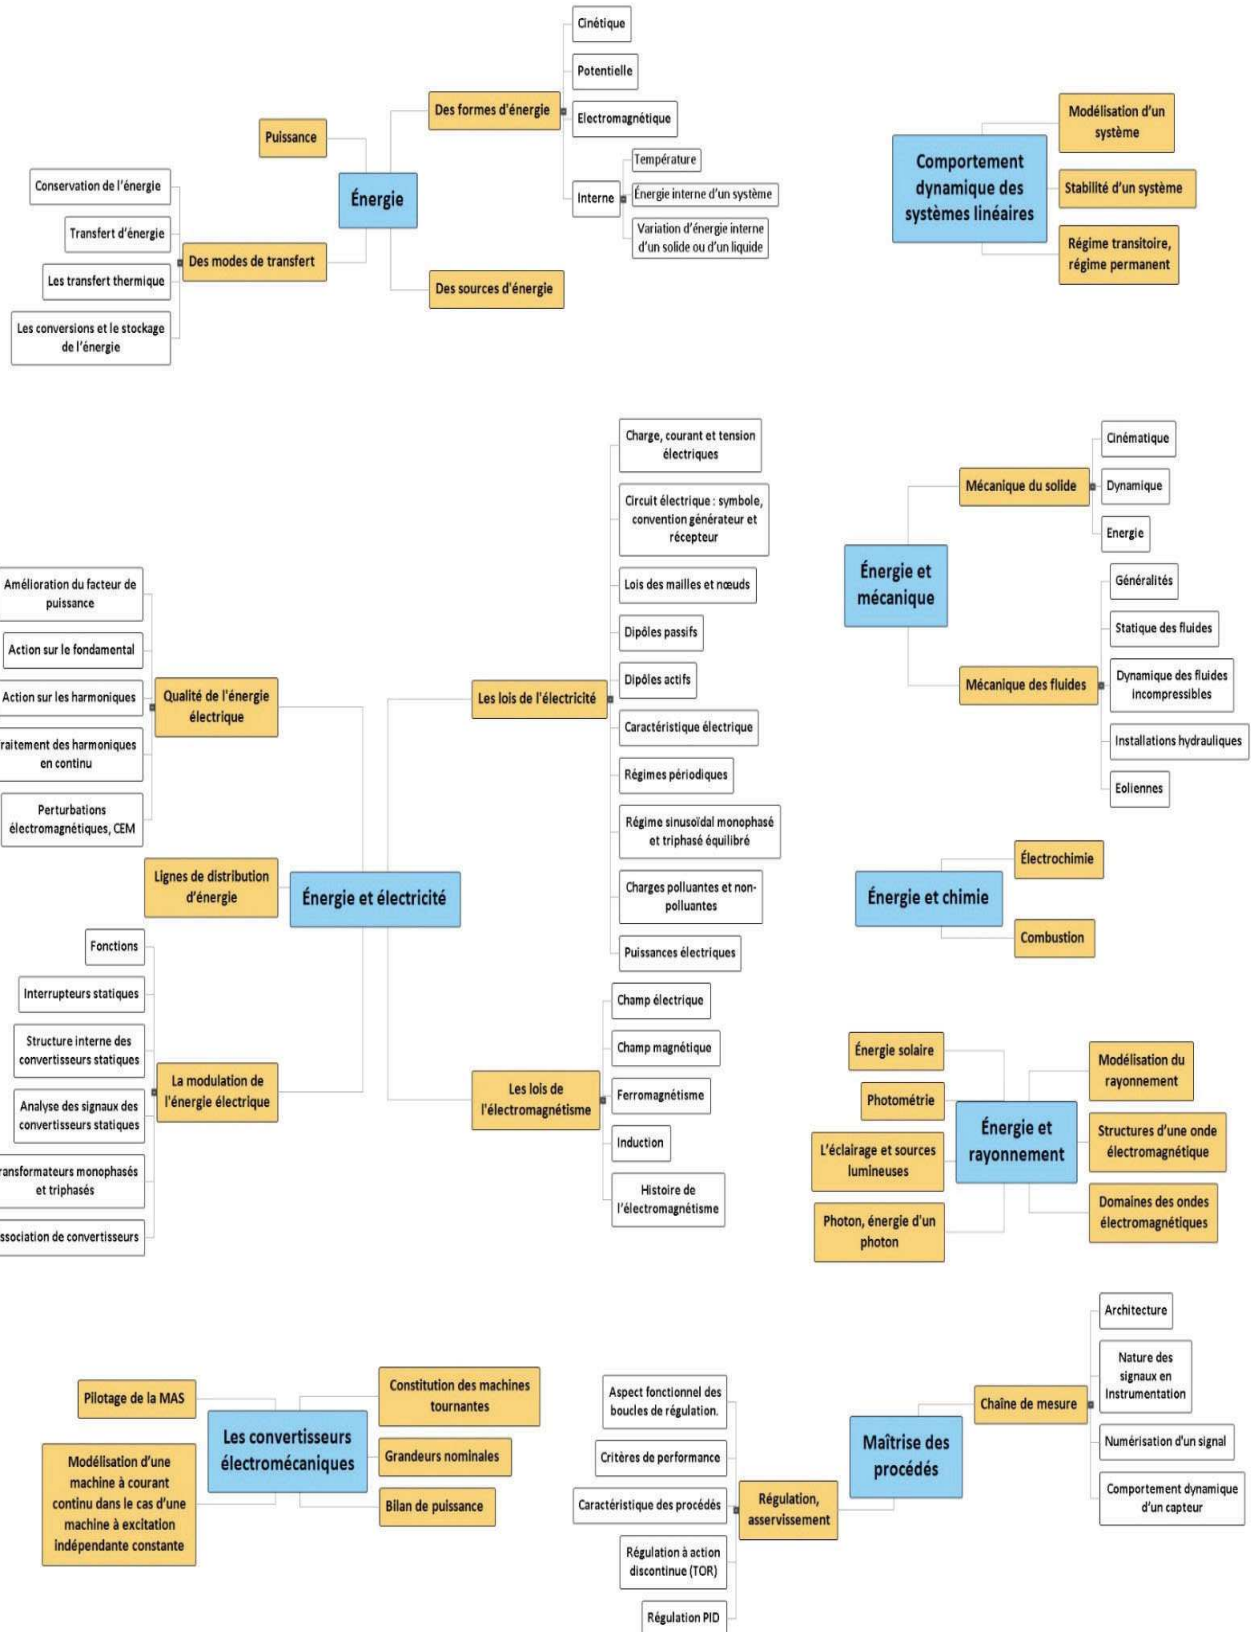 Énergie
Puissance
Des modes de transfert
Conservation de l'énergie
Transfert d'énergie
Les transfert thermique
Les conversions et le stockage
de l'énergie
Des formes d'énergie
Cinétique
Potentielle
Electromagnétique
Interne
Température
Énergie interne d'un système
Variation d'énergie interne
d'un solide ou d'un liquide
Des sources d'énergie
Comportement
dynamique des
systèmes linéaires
Modélisation d'un
système
Stabilité d'un système
Régime transitoire,
régime permanent
Énergie et électricité
Qualité de l'énergie
électrique
Amélioration du facteur de
puissance
Action sur le fondamental
Action sur les harmoniques
raitement des harmoniques
en continu
Perturbations
électromagnétiques, CEM
Lignes de distribution
d'énergie
La modulation de
l'énergie électrique
Fonctions
Interrupteurs statiques
Structure interne des
convertisseurs statiques
Analyse des signaux des
convertisseurs statiques
ransformateurs monophasés
et triphasés
ssociation de convertisseurs
Les lois de l'électricité
Charge, courant et tension
électriques
Circuit électrique : symbole,
convention générateur et
récepteur
Lois des mailles et nœuds
Dipôles passifs
Dipôles actifs
Caractéristique électrique
Régimes périodiques
Régime sinusoïdal monophasé
et triphasé équilibré
Charges polluantes et non-
polluantes
Puissances électriques
Les lois de
l'électromagnétisme
Champ électrique
Champ magnétique
Ferromagnétisme
Induction
Histoire de
l'électromagnétisme
Énergie et
mécanique
Mécanique du solide
Cinématique
Dynamique
Energie
Mécanique des fluides
Généralités
Statique des fluides
Dynamique des fluides
incompressibles
Installations hydrauliques
Eoliennes
Énergie et chimie
Électrochimie
Combustion
Énergie et
rayonnement
Énergie solaire
Photométrie
L'éclairage et sources
lumineuses
Photon, énergie d'un
photon
Modélisation du
rayonnement
Structures d'une onde
électromagnétique
Domaines des ondes
électromagnétiques
Les convertisseurs
électromécaniques
Pilotage de la MAS
Modélisation d'une
machine à courant
continu dans le cas d'une
machine à excitation
indépendante constante
Constitution des machines
tournantes
Grandeurs nominales
Bilan de puissance
Maîtrise des
procédés
Régulation,
asservissement
Aspect fonctionnel des
boucles de régulation.
Critères de performance
Caractéristique des procédés
Régulation à action
discontinue (TOR)
Régulation PID
Chaîne de mesure
Architecture
Nature des
signaux en
Instrumentation
Numérisation d'un signal
Comportement dynamique
d'un capteur